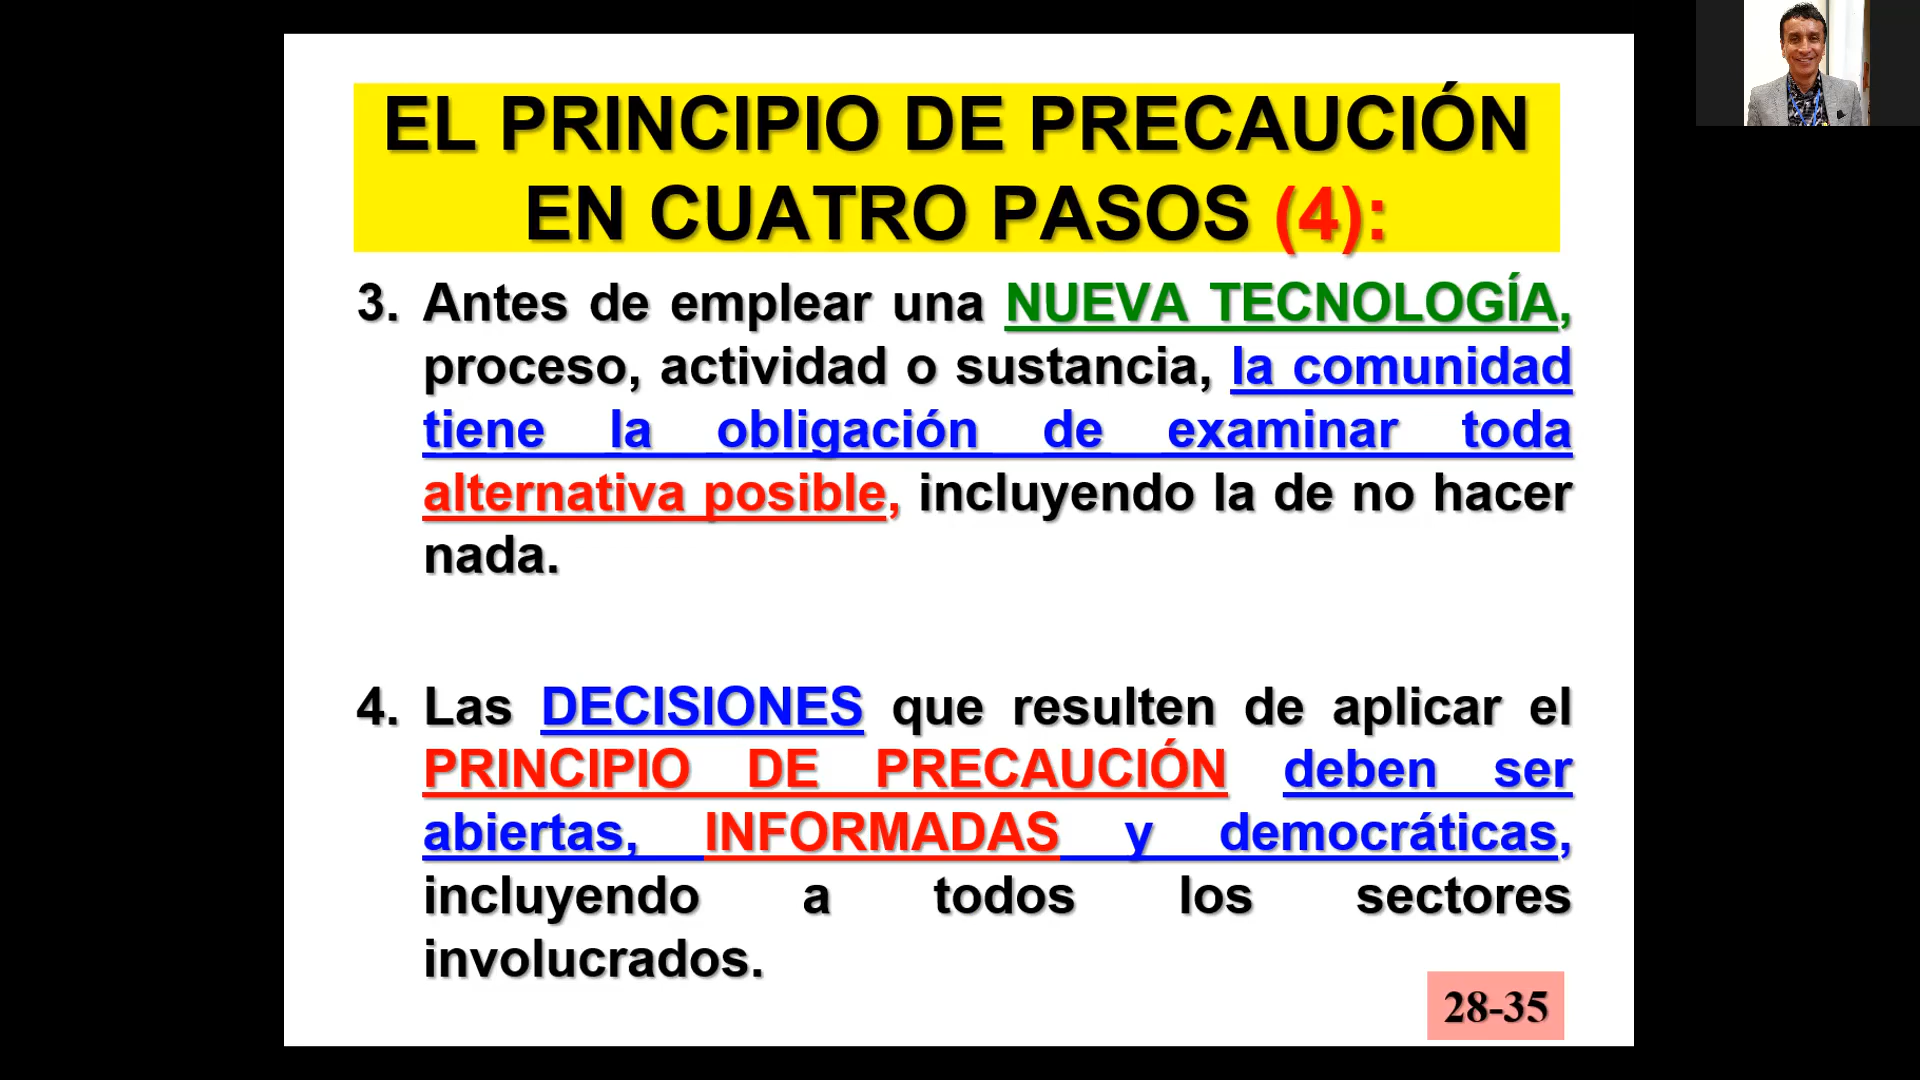 EL PRINCIPIO DE PRECAUCIÓN
EN CUATRO PASOS (4):
3. Antes de emplear una NUEVA TECNOLOGÍA,
proceso, actividad o sustancia, la comunidad
tiene la obligación de examinar toda
alternativa posible, incluyendo la de no hacer
nada.
4. Las DECISIONES que resulten de aplicar el
PRINCIPIO DE PRECAUCIÓN deben ser
abiertas, INFORMADAS y democráticas,
incluyendo a todos los sectores
involucrados.
28-35